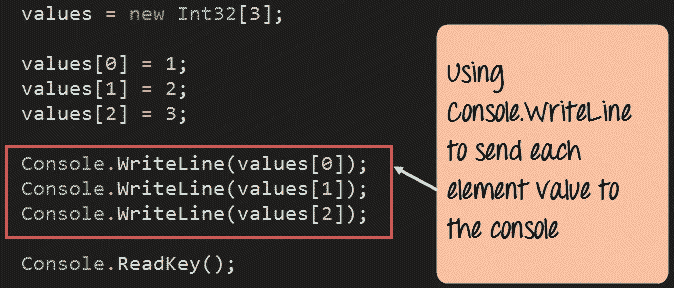 values = new Int32[3];
values[0] = 1;
values[1] = 2;
values[2] = 3;
Console.WriteLine(values[0]);
Console.WriteLine(values[1]);
Console.WriteLine(values[2]);
Console.ReadKey();
Using
Console.WriteLine
to send each
element value to
the console